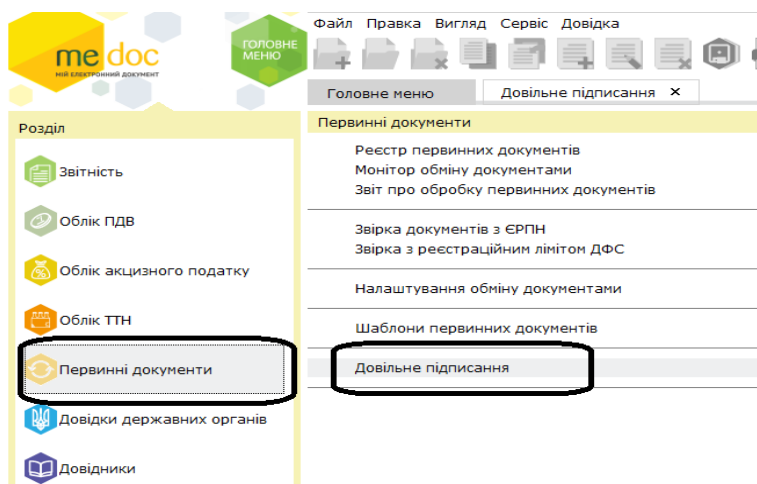 me doc
МІЙ ЕЛЕКТРОННИЙ ДОКУМЕНТ
ГОЛОВНЕ
МЕНЮ
Файл Правка Вигляд Сервіс Довідка
Головне меню
Довільне підписання ×
Розділ
Звітність
Облік ПДВ
Облік акцизного податку
Облік ТТН
Первинні документи
Довідки державних органів
Довідники
Первинні документи
Реєстр первинних документів
Монітор обміну документами
Звіт про обробку первинних документів
Звірка документів з ЄРПН
Звірка з реєстраційним лімітом ДФС
Налаштування обміну документами
Шаблони первинних документів
Довільне підписання